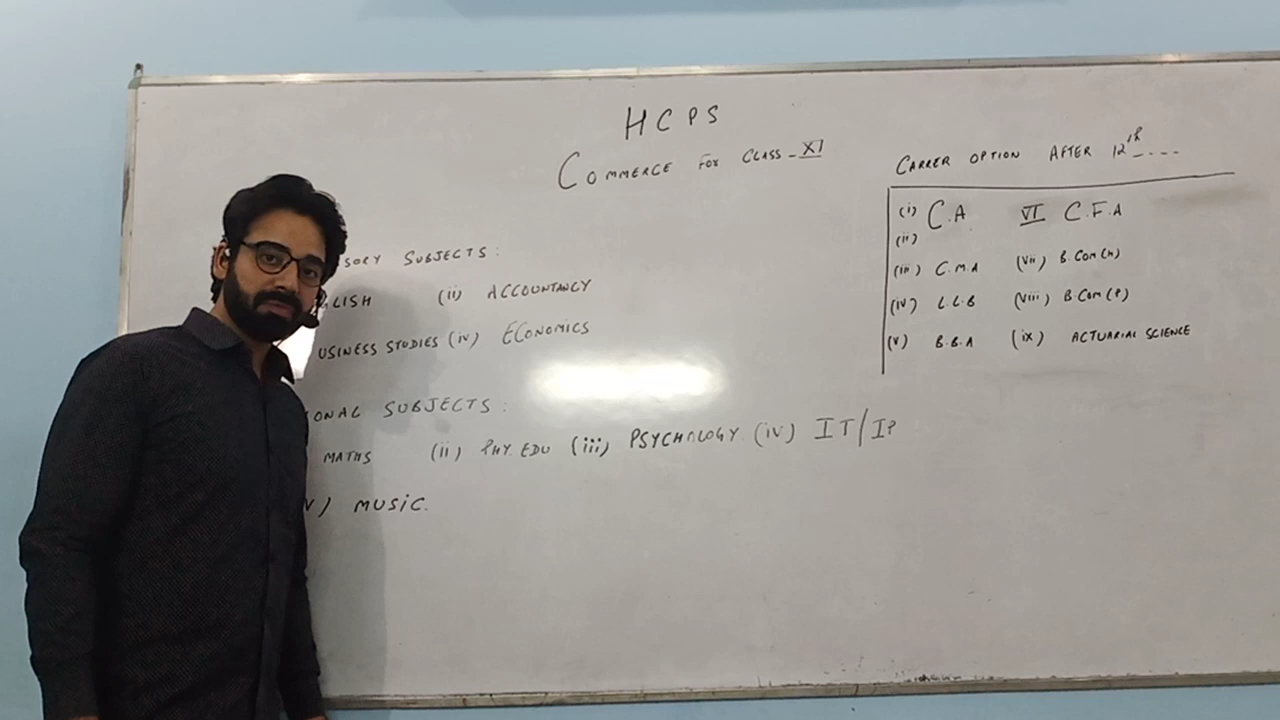 HCPS
COMMERCE FOR CLASS - XI
SORY SUBJECTS:
LISH (ii) ACCOUNTANCY
USINESS STUDIES (iv) ECONOMICS
ONAL SUBJECTS:
MATHS (ii) PHY. EDU (iii) PSYCHOLOGY (iv) IT/IP
V) MUSIC.
CARRER OPTION AFTER 12th ....
(i) C.A VI C.F.A
(ii)
(iii) C.M.A (vii) B.Com(H)
(iv) L.L.B (viii) B.Com(P)
(v) B.B.A (ix) ACTUARIAL SCIENCE